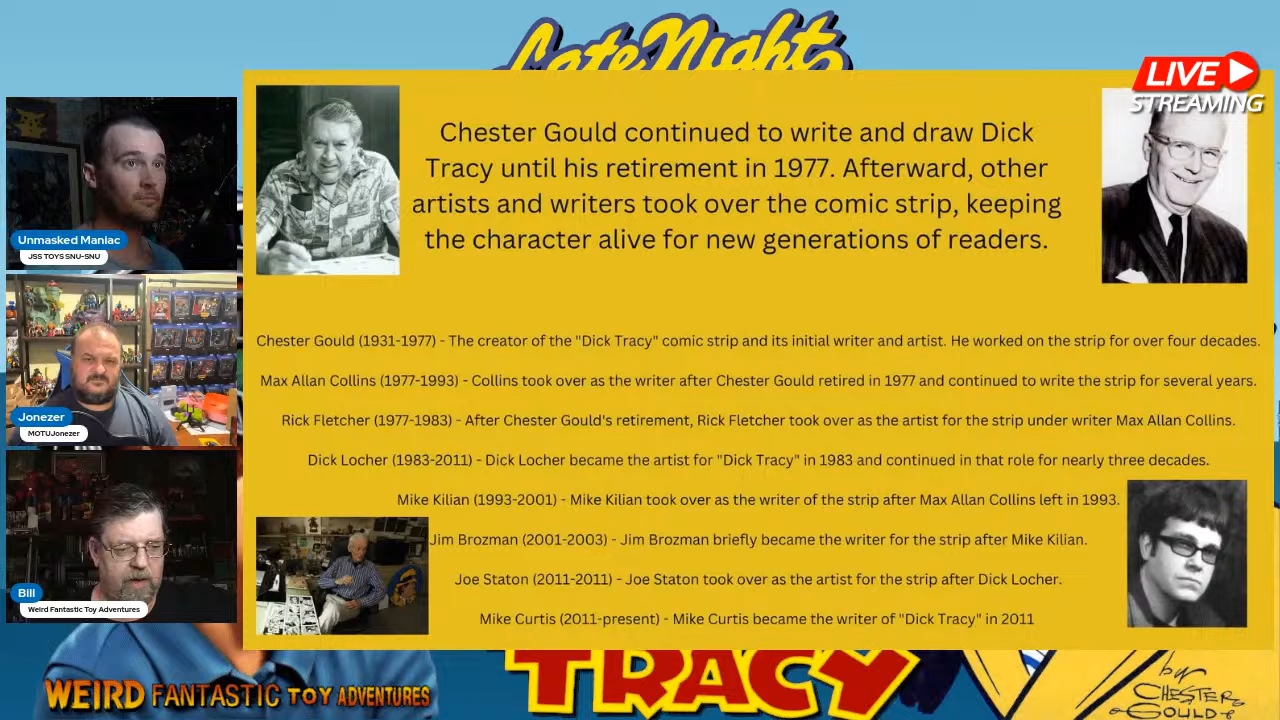 Late Night
LIVE
STREAMING
Chester Gould continued to write and draw Dick
Tracy until his retirement in 1977. Afterward, other
artists and writers took over the comic strip, keeping
the character alive for new generations of readers.
Unmasked Maniac
JSS TOYS SNU-SNU
Chester Gould (1931-1977) - The creator of the "Dick Tracy" comic strip and its initial writer and artist. He worked on the strip for over four decades.
Max Allan Collins (1977-1993) - Collins took over as the writer after Chester Gould retired in 1977 and continued to write the strip for several years.
Rick Fletcher (1977-1983) - After Chester Gould's retirement, Rick Fletcher took over as the artist for the strip under writer Max Allan Collins.
Jonezer
MOTUJonezer
Dick Locher (1983-2011) - Dick Locher became the artist for "Dick Tracy" in 1983 and continued in that role for nearly three decades.
Mike Kilian (1993-2001) - Mike Kilian took over as the writer of the strip after Max Allan Collins left in 1993.
Jim Brozman (2001-2003) - Jim Brozman briefly became the writer for the strip after Mike Kilian.
Joe Staton (2011-2011) - Joe Staton took over as the artist for the strip after Dick Locher.
Mike Curtis (2011-present) - Mike Curtis became the writer of "Dick Tracy" in 2011
Bill
Weird Fantastic Toy Adventures
WEIRD FANTASTIC TOY ADVENTURES
TRACY
by
CHESTER
GOULD